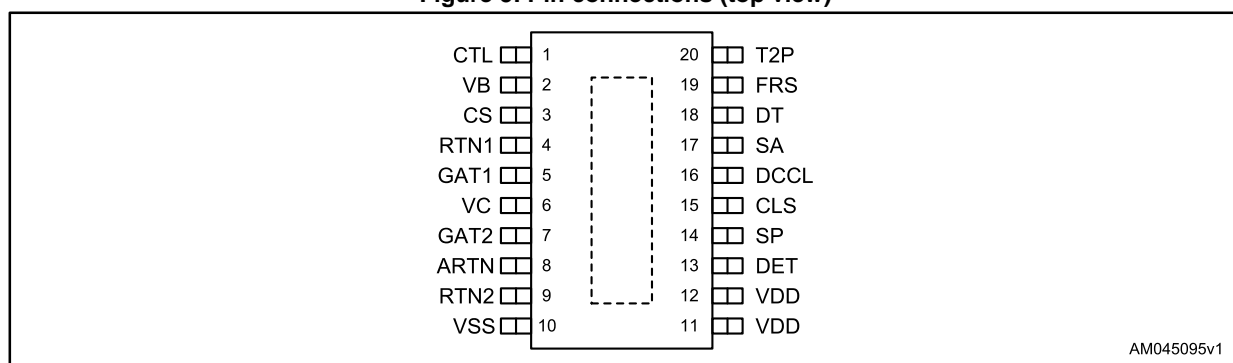 Figure 3. Pin connections (top view)
CTL 1 20 T2P
VB 2 19 FRS
CS 3 18 DT
RTN1 4 17 SA
GAT1 5 16 DCCL
VC 6 15 CLS
GAT2 7 14 SP
ARTN 8 13 DET
RTN2 9 12 VDD
VSS 10 11 VDD
AM045095v1